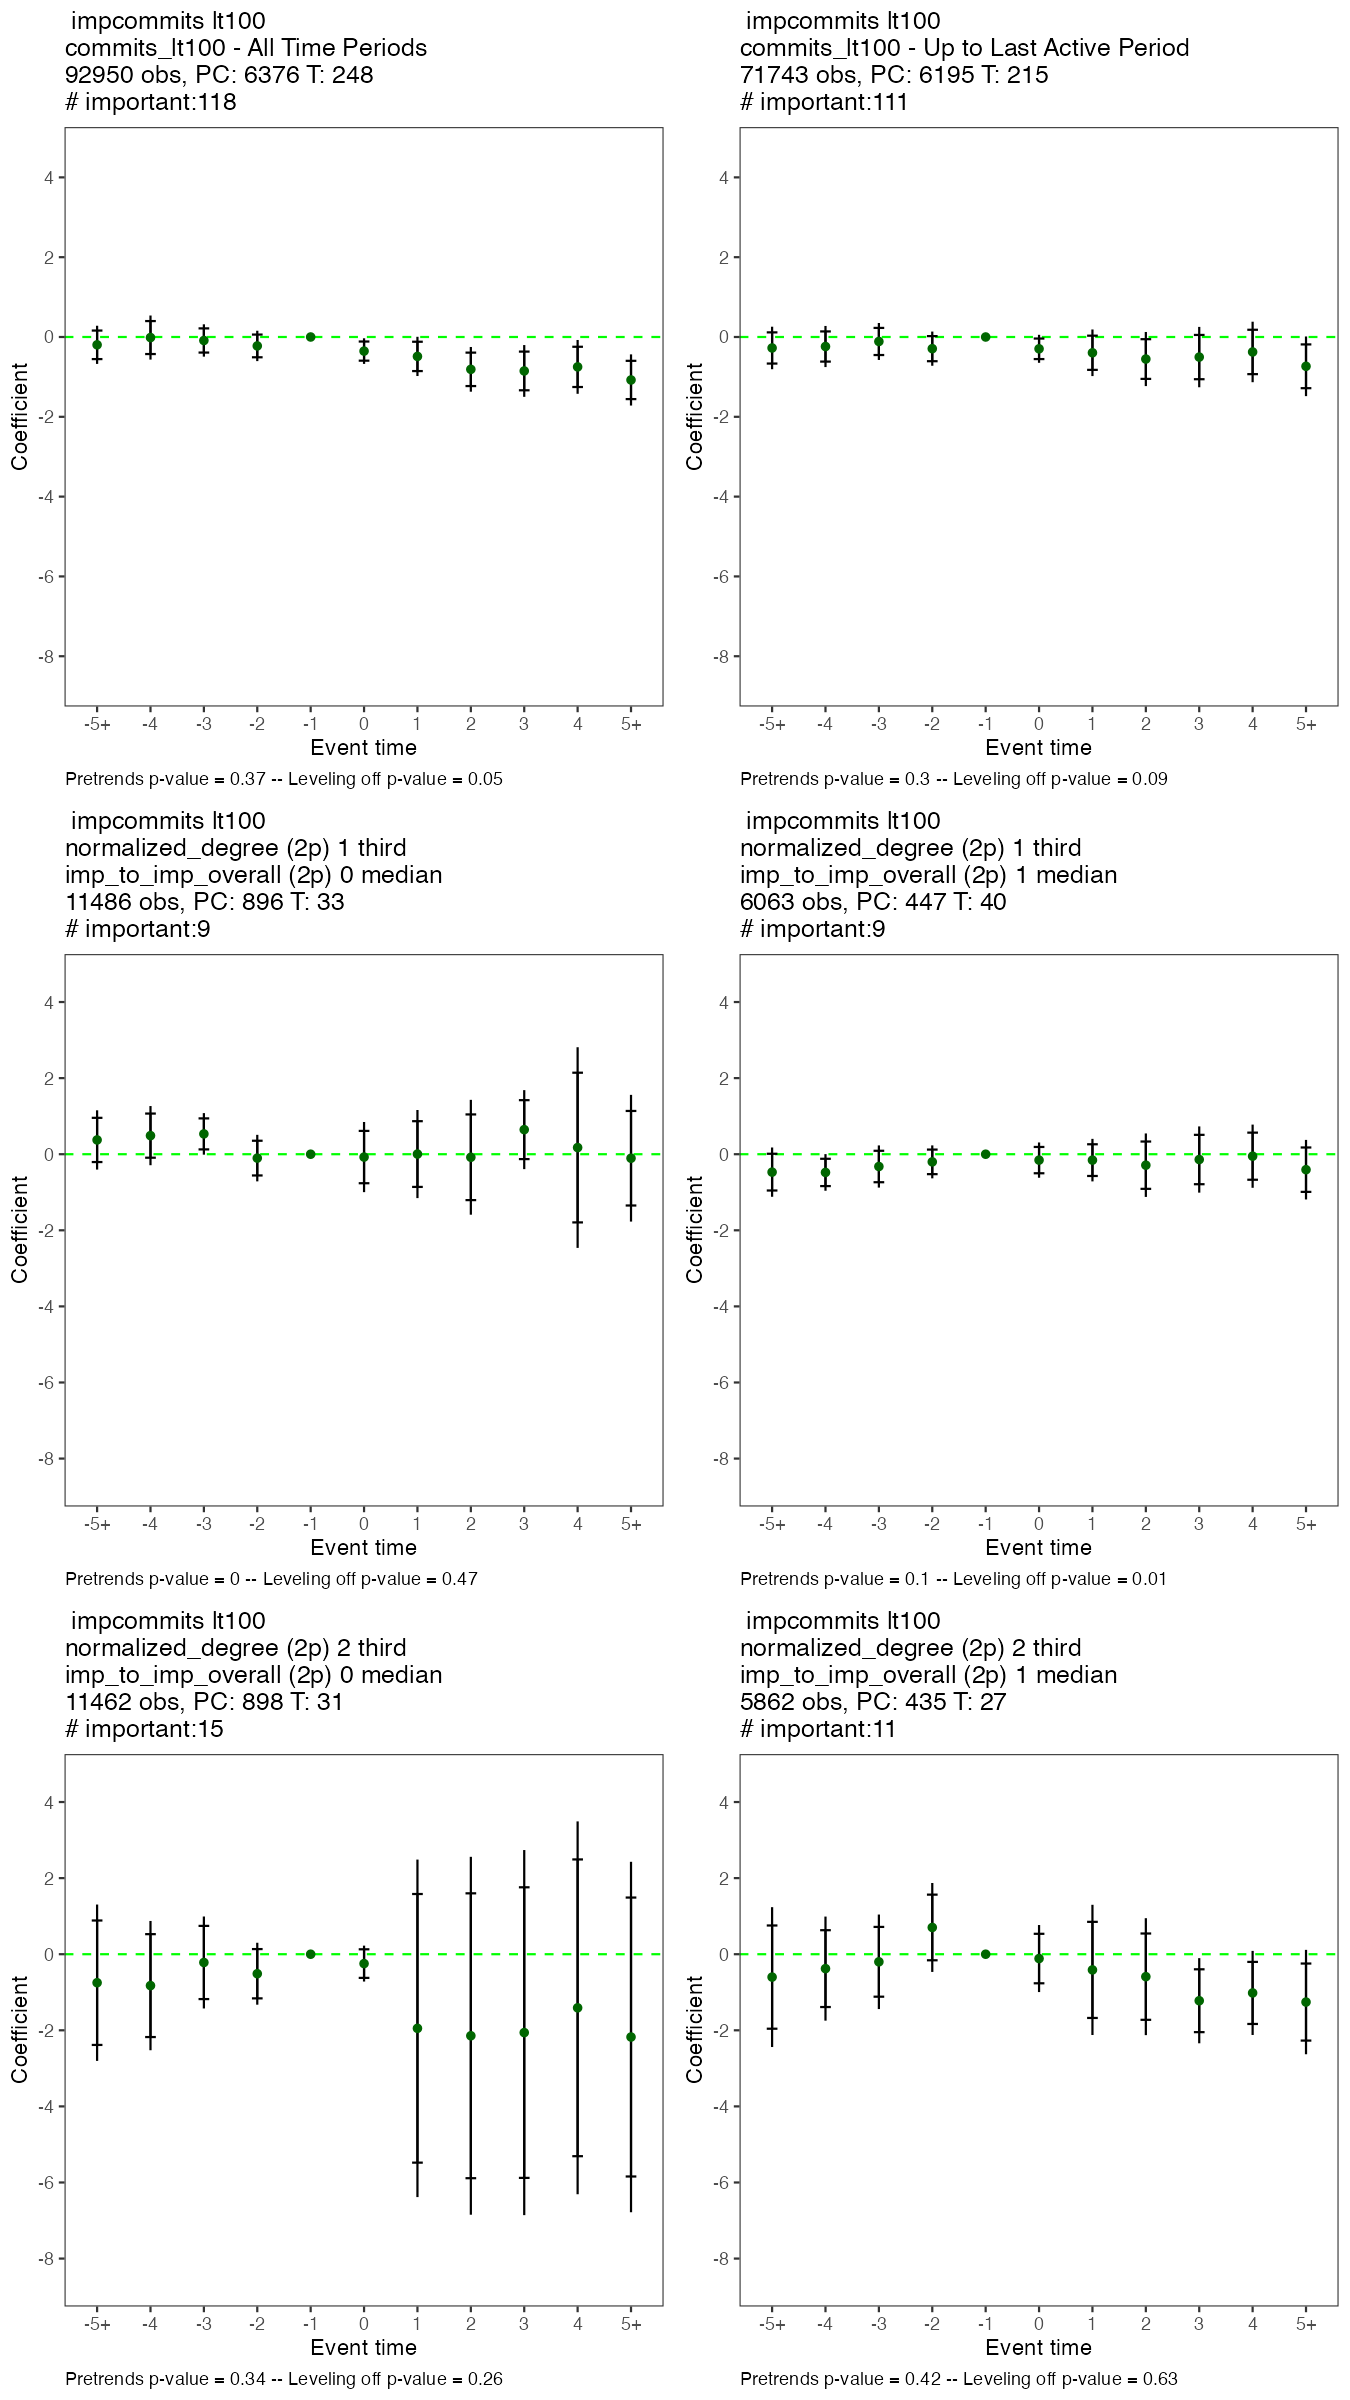 impcommits lt100
commits_lt100 - All Time Periods
92950 obs, PC: 6376 T: 248
# important:118
Coefficient
4
2
0
-2
-4
-6
-8
-5+ -4 -3 -2 -1 0 1 2 3 4 5+
Event time
Pretrends p-value = 0.37 -- Leveling off p-value = 0.05
impcommits lt100
commits_lt100 - Up to Last Active Period
71743 obs, PC: 6195 T: 215
# important:111
Coefficient
4
2
0
-2
-4
-6
-8
-5+ -4 -3 -2 -1 0 1 2 3 4 5+
Event time
Pretrends p-value = 0.3 -- Leveling off p-value = 0.09
impcommits lt100
normalized_degree (2p) 1 third
imp_to_imp_overall (2p) 0 median
11486 obs, PC: 896 T: 33
# important:9
Coefficient
4
2
0
-2
-4
-6
-8
-5+ -4 -3 -2 -1 0 1 2 3 4 5+
Event time
Pretrends p-value = 0 -- Leveling off p-value = 0.47
impcommits lt100
normalized_degree (2p) 1 third
imp_to_imp_overall (2p) 1 median
6063 obs, PC: 447 T: 40
# important:9
Coefficient
4
2
0
-2
-4
-6
-8
-5+ -4 -3 -2 -1 0 1 2 3 4 5+
Event time
Pretrends p-value = 0.1 -- Leveling off p-value = 0.01
impcommits lt100
normalized_degree (2p) 2 third
imp_to_imp_overall (2p) 0 median
11462 obs, PC: 898 T: 31
# important:15
Coefficient
4
2
0
-2
-4
-6
-8
-5+ -4 -3 -2 -1 0 1 2 3 4 5+
Event time
Pretrends p-value = 0.34 -- Leveling off p-value = 0.26
impcommits lt100
normalized_degree (2p) 2 third
imp_to_imp_overall (2p) 1 median
5862 obs, PC: 435 T: 27
# important:11
Coefficient
4
2
0
-2
-4
-6
-8
-5+ -4 -3 -2 -1 0 1 2 3 4 5+
Event time
Pretrends p-value = 0.42 -- Leveling off p-value = 0.63